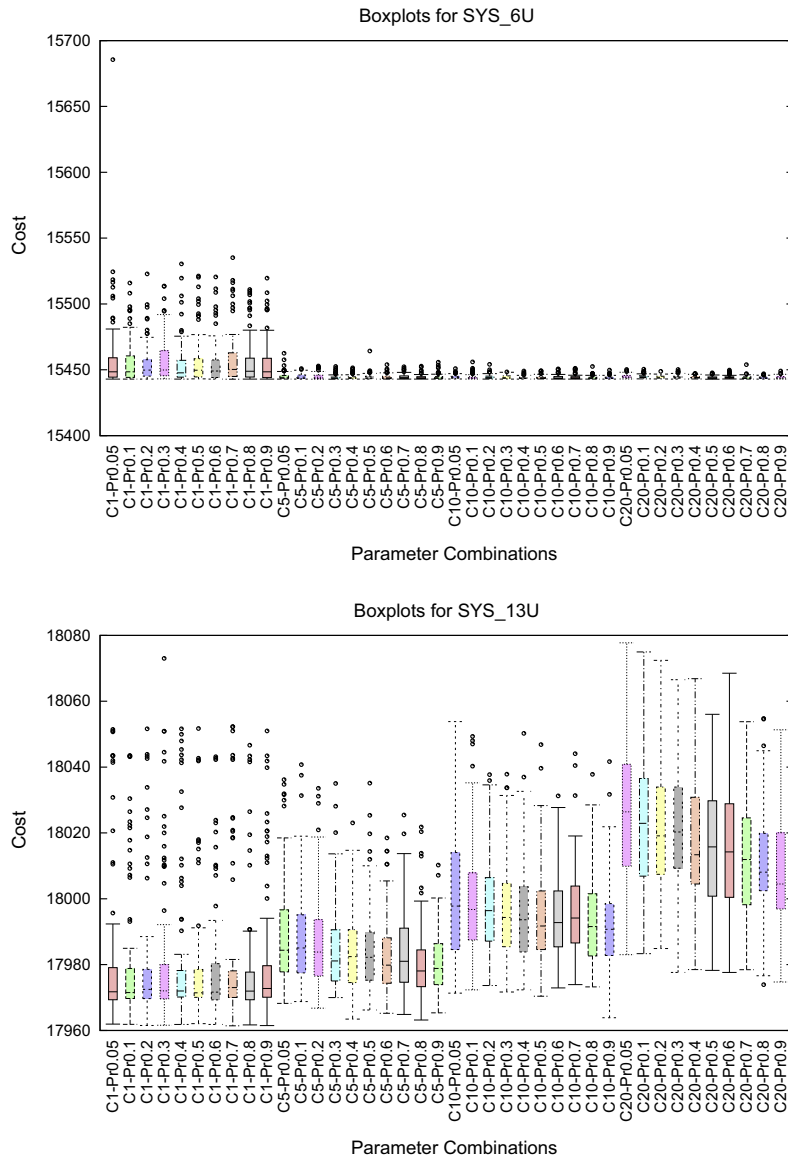 Boxplots for SYS_6U
15700
15650
15600
15550
15500
15450
15400
Cost
C1-Pr0.05
C1-Pr0.1
C1-Pr0.2
C1-Pr0.3
C1-Pr0.4
C1-Pr0.5
C1-Pr0.6
C1-Pr0.7
C1-Pr0.8
C1-Pr0.9
C5-Pr0.05
C5-Pr0.1
C5-Pr0.2
C5-Pr0.3
C5-Pr0.4
C5-Pr0.5
C5-Pr0.6
C5-Pr0.7
C5-Pr0.8
C5-Pr0.9
C10-Pr0.05
C10-Pr0.1
C10-Pr0.2
C10-Pr0.3
C10-Pr0.4
C10-Pr0.5
C10-Pr0.6
C10-Pr0.7
C10-Pr0.8
C10-Pr0.9
C20-Pr0.05
C20-Pr0.1
C20-Pr0.2
C20-Pr0.3
C20-Pr0.4
C20-Pr0.5
C20-Pr0.6
C20-Pr0.7
C20-Pr0.8
C20-Pr0.9
Parameter Combinations
Boxplots for SYS_13U
18080
18060
18040
18020
18000
17980
17960
Cost
C1-Pr0.05
C1-Pr0.1
C1-Pr0.2
C1-Pr0.3
C1-Pr0.4
C1-Pr0.5
C1-Pr0.6
C1-Pr0.7
C1-Pr0.8
C1-Pr0.9
C5-Pr0.05
C5-Pr0.1
C5-Pr0.2
C5-Pr0.3
C5-Pr0.4
C5-Pr0.5
C5-Pr0.6
C5-Pr0.7
C5-Pr0.8
C5-Pr0.9
C10-Pr0.05
C10-Pr0.1
C10-Pr0.2
C10-Pr0.3
C10-Pr0.4
C10-Pr0.5
C10-Pr0.6
C10-Pr0.7
C10-Pr0.8
C10-Pr0.9
C20-Pr0.05
C20-Pr0.1
C20-Pr0.2
C20-Pr0.3
C20-Pr0.4
C20-Pr0.5
C20-Pr0.6
C20-Pr0.7
C20-Pr0.8
C20-Pr0.9
Parameter Combinations